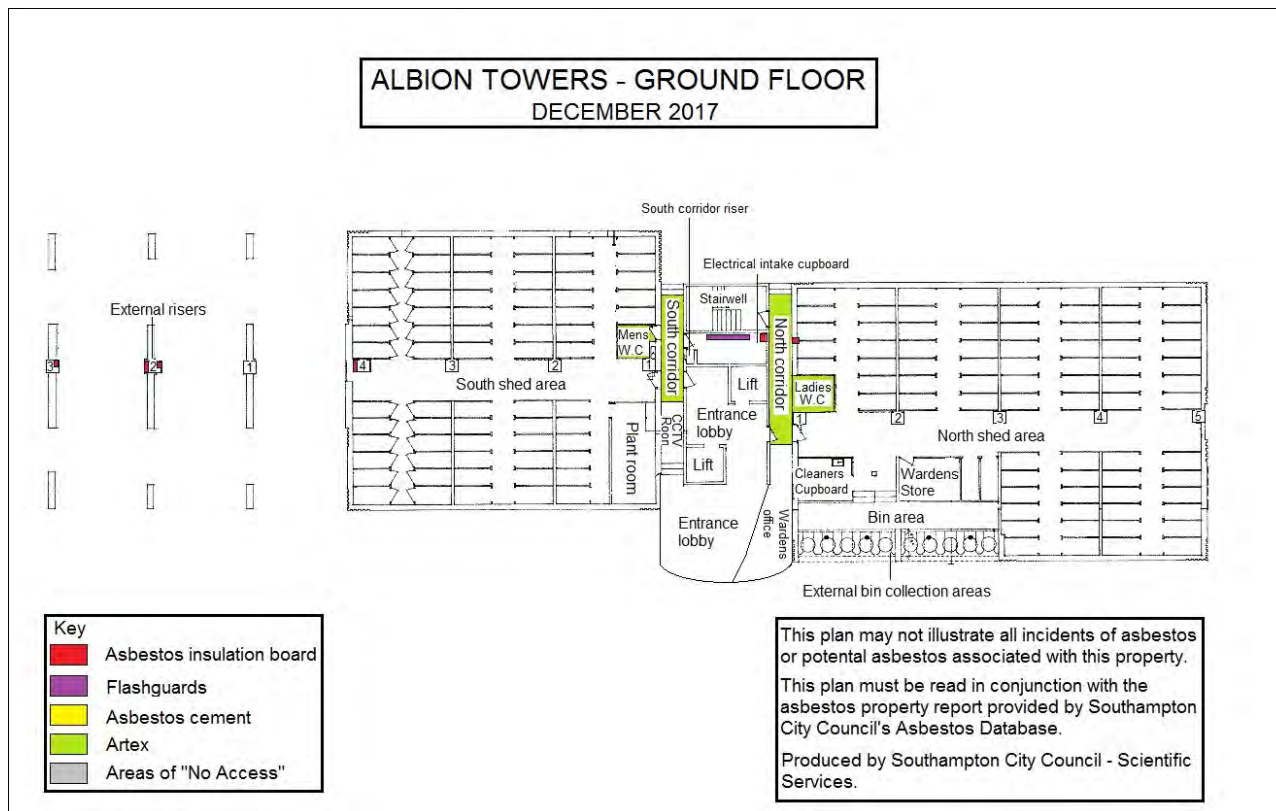 ALBION TOWERS - GROUND FLOOR
DECEMBER 2017
South corridor riser
Electrical intake cupboard
External risers
3
2
1
4
3
2
1
South shed area
Mens
W.C
South corridor
Stairwell
North corridor
Lift
Ladies
W.C
Entrance
lobby
CCTV
Room
Plant room
Lift
1
2
3
4
5
North shed area
Cleaners
Cupboard
Wardens
Store
Bin area
Entrance
lobby
Wardens
office
External bin collection areas
Key
Asbestos insulation board
Flashguards
Asbestos cement
Artex
Areas of "No Access"
This plan may not illustrate all incidents of asbestos
or potental asbestos associated with this property.
This plan must be read in conjunction with the
asbestos property report provided by Southampton
City Council's Asbestos Database.
Produced by Southampton City Council - Scientific
Services.